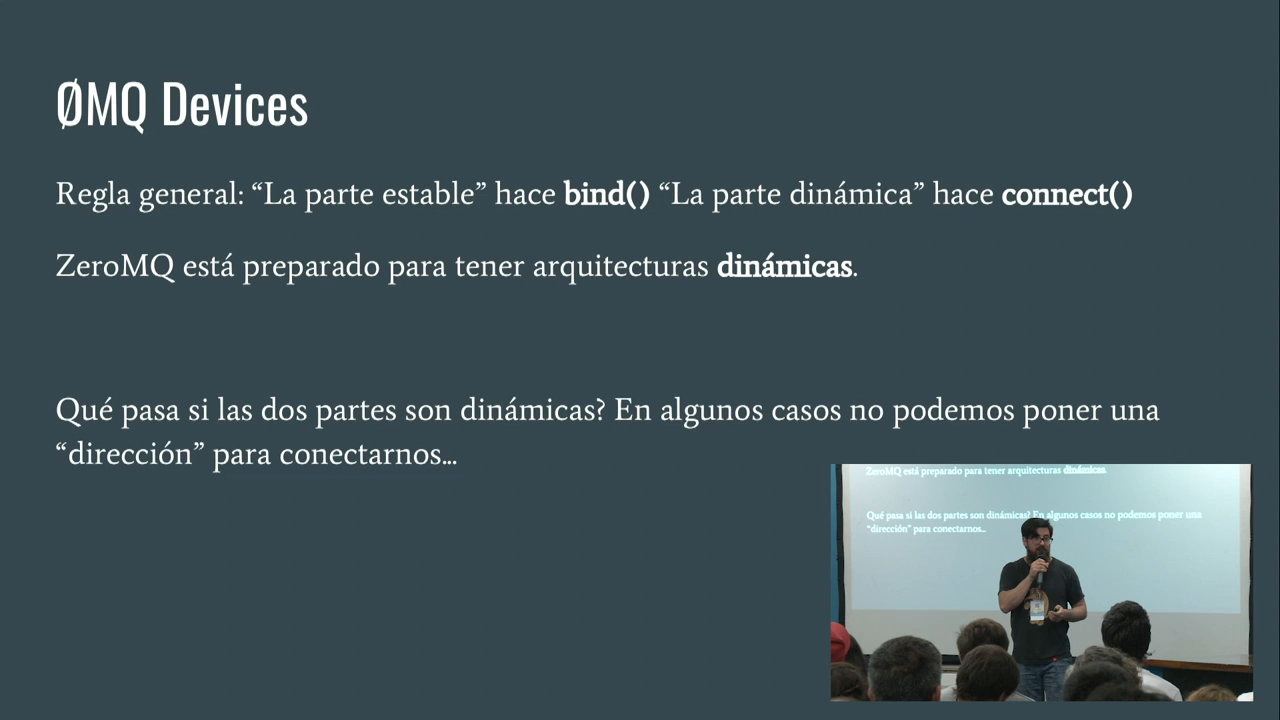 ØMQ Devices
Regla general: “La parte estable” hace bind() “La parte dinámica” hace connect()
ZeroMQ está preparado para tener arquitecturas dinámicas.
Qué pasa si las dos partes son dinámicas? En algunos casos no podemos poner una
“dirección” para conectarnos...
ZeroMQ está preparado para tener arquitecturas dinámicas.
Qué pasa si las dos partes son dinámicas? En algunos casos no podemos poner una
“dirección” para conectarnos...